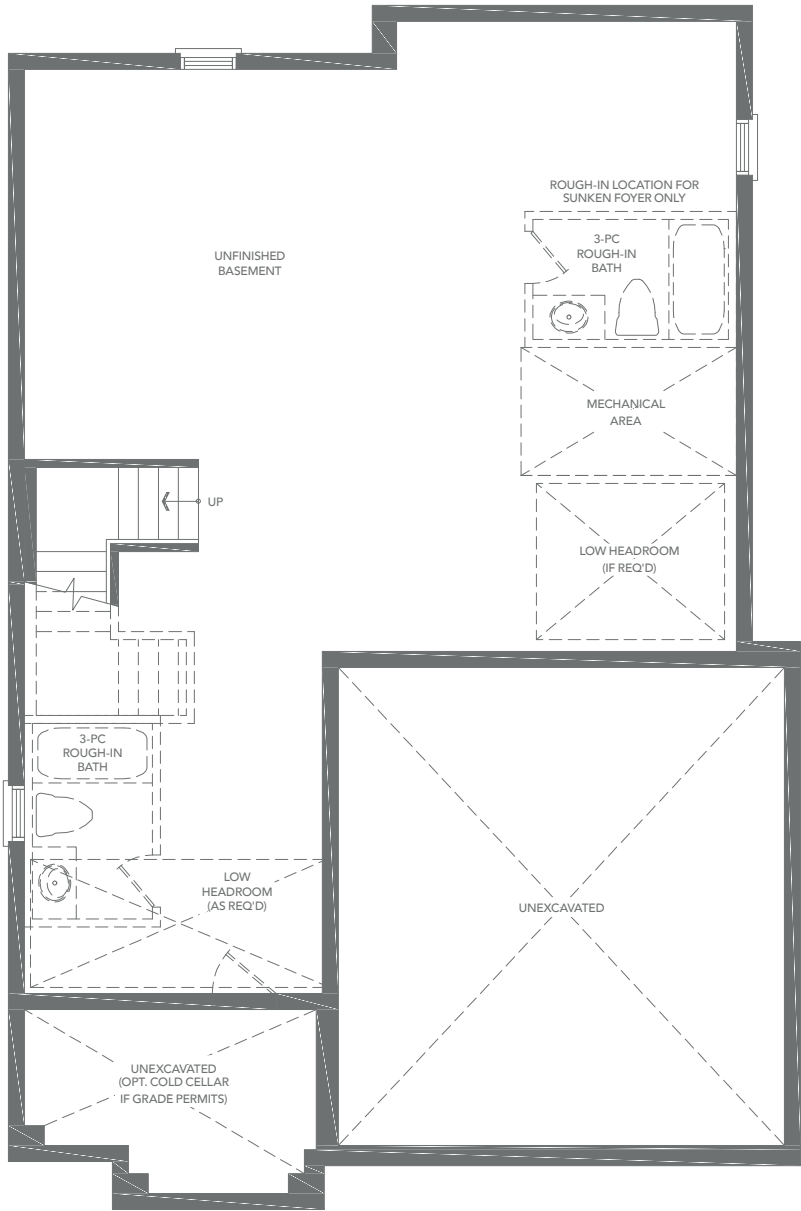 ROUGH-IN LOCATION FOR
SUNKEN FOYER ONLY
3-PC
ROUGH-IN
BATH
UNFINISHED
BASEMENT
MECHANICAL
AREA
UP
LOW HEADROOM
(IF REQ'D)
3-PC
ROUGH-IN
BATH
LOW
HEADROOM
(AS REQ'D)
UNEXCAVATED
UNEXCAVATED
(OPT. COLD CELLAR
IF GRADE PERMITS)